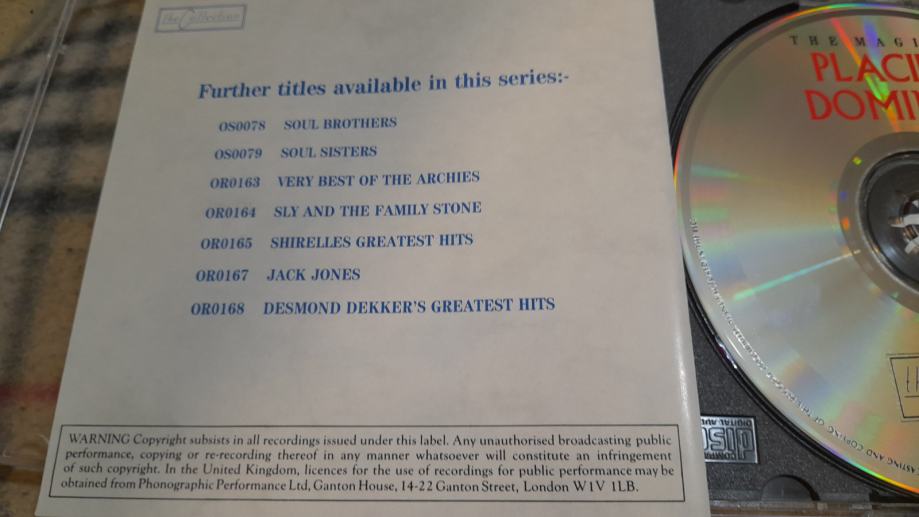 the Collection
Further titles available in this series:-
OS0078 SOUL BROTHERS
OS0079 SOUL SISTERS
OR0163 VERY BEST OF THE ARCHIES
OR0164 SLY AND THE FAMILY STONE
OR0165 SHIRELLES GREATEST HITS
OR0167 JACK JONES
OR0168 DESMOND DEKKER'S GREATEST HITS
WARNING Copyright subsists in all recordings issued under this label. Any unauthorised broadcasting public
performance, copying or re-recording thereof in any manner whatsoever will constitute an infringement
of such copyright. In the United Kingdom, licences for the use of recordings for public performance may be
obtained from Phonographic Performance Ltd, Ganton House, 14-22 Ganton Street, London W1V 1LB.
THE MAGI
PLACI
DOMIN